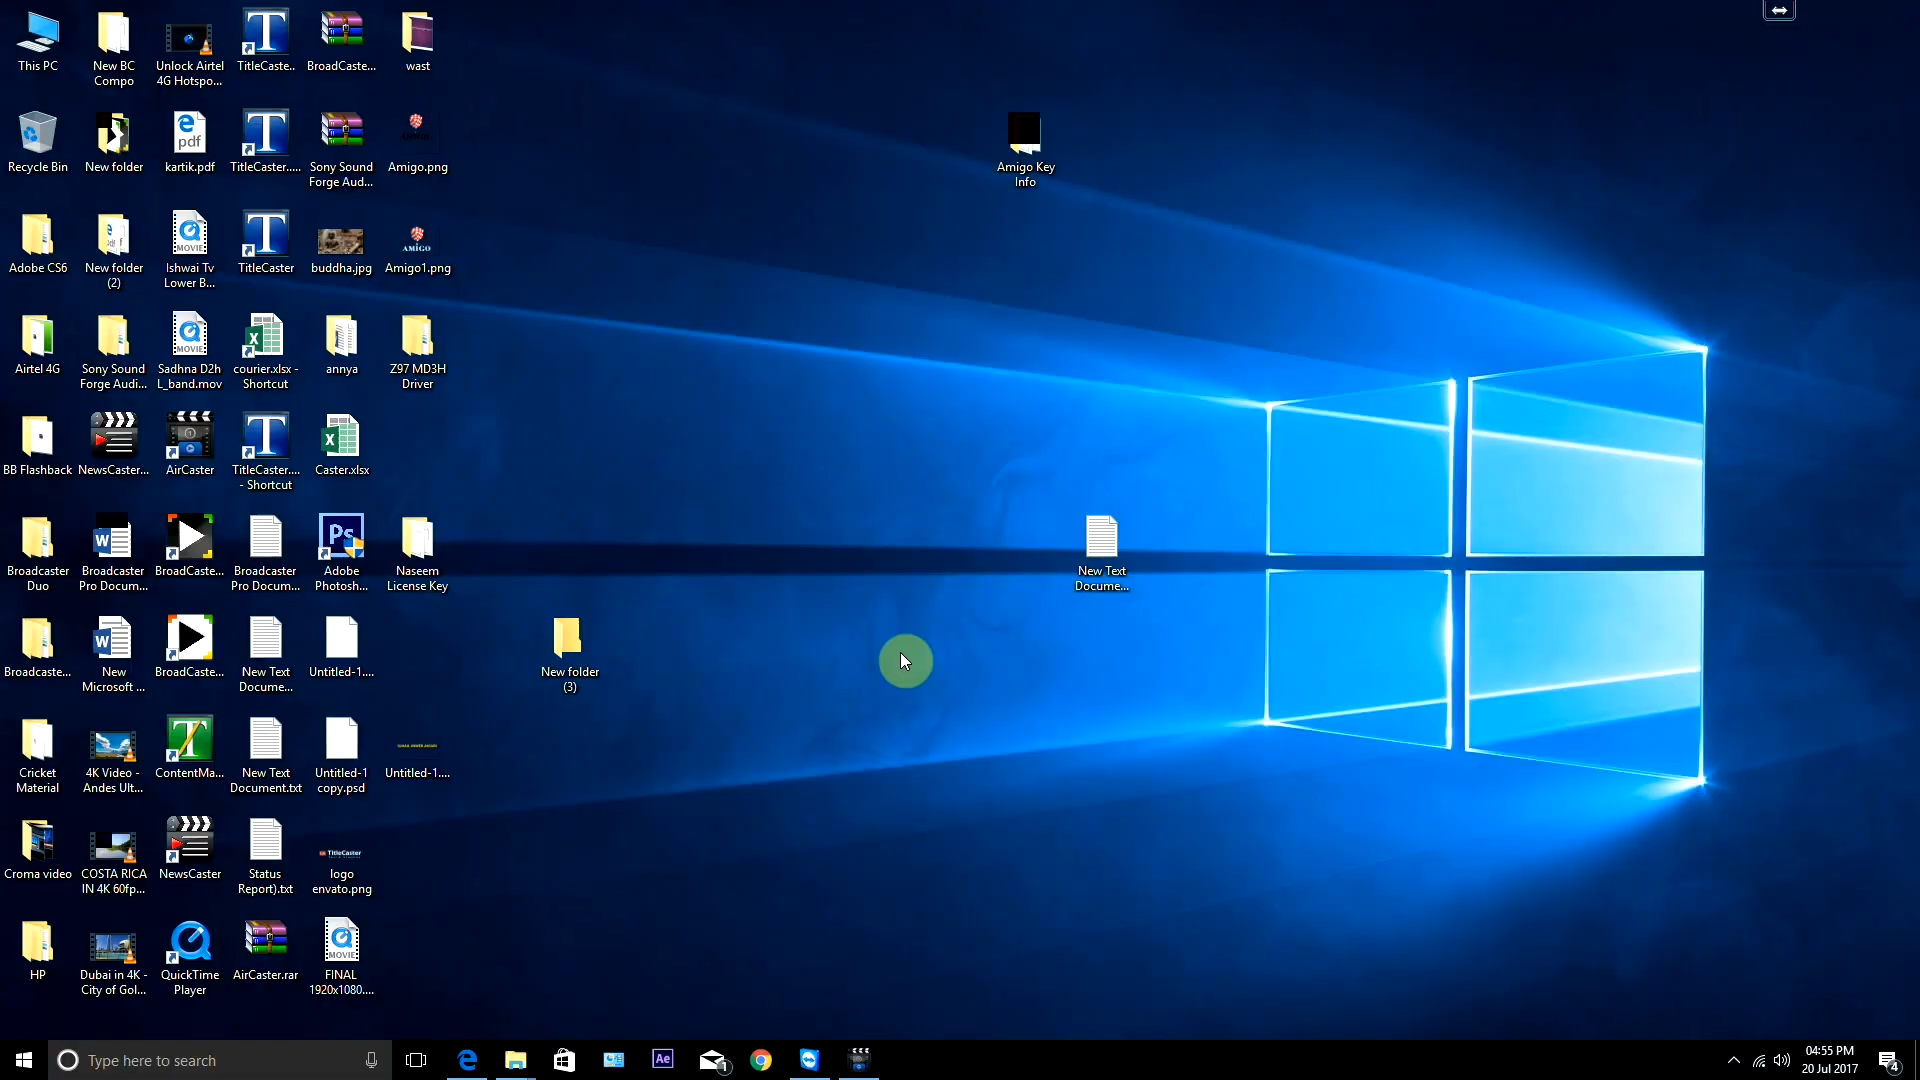 This PC
New BC
Compo
Unlock Airtel
4G Hotspo...
TitleCaste..
BroadCaste...
wast
Recycle Bin
New folder
kartik.pdf
TitleCaster.....
Sony Sound
Forge Aud...
Amigo.png
Amigo Key
Info
Adobe CS6
New folder
(2)
Ishwai Tv
Lower B...
TitleCaster
buddha.jpg
AMIGO
Amigo1.png
Airtel 4G
Sony Sound
Forge Audi...
Sadhna D2h
L_band.mov
courier.xlsx -
Shortcut
annya
Z97 MD3H
Driver
BB Flashback
NewsCaster...
AirCaster
TitleCaster....
- Shortcut
Caster.xlsx
Broadcaster
Duo
Broadcaster
Pro Docum...
BroadCaste...
Broadcaster
Pro Docum...
Adobe
Photosh...
Naseem
License Key
New Text
Docume...
Broadcaste...
New
Microsoft ...
BroadCaste...
New Text
Docume...
Untitled-1....
New folder
(3)
Cricket
Material
4K Video -
Andes Ult...
ContentMa...
New Text
Document.txt
Untitled-1
copy.psd
Untitled-1....
Croma video
COSTA RICA
IN 4K 60fp...
NewsCaster
Status
Report).txt
TitleCaster
logo
envato.png
HP
Dubai in 4K -
City of Gol...
QuickTime
Player
AirCaster.rar
FINAL
1920x1080....
Type here to search
Ae
1
04:55 PM
20 Jul 2017
4